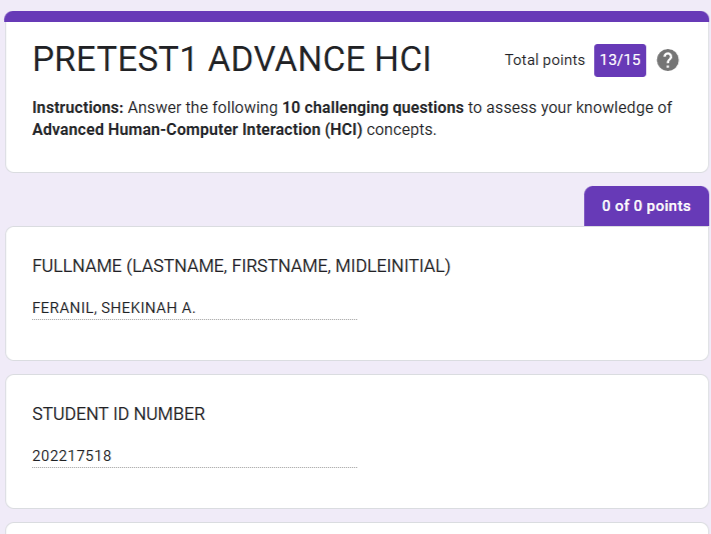 PRETEST1 ADVANCE HCI
Total points 13/15
Instructions: Answer the following 10 challenging questions to assess your knowledge of
Advanced Human-Computer Interaction (HCI) concepts.
0 of 0 points
FULLNAME (LASTNAME, FIRSTNAME, MIDLEINITIAL)
FERANIL, SHEKINAH A.
STUDENT ID NUMBER
202217518